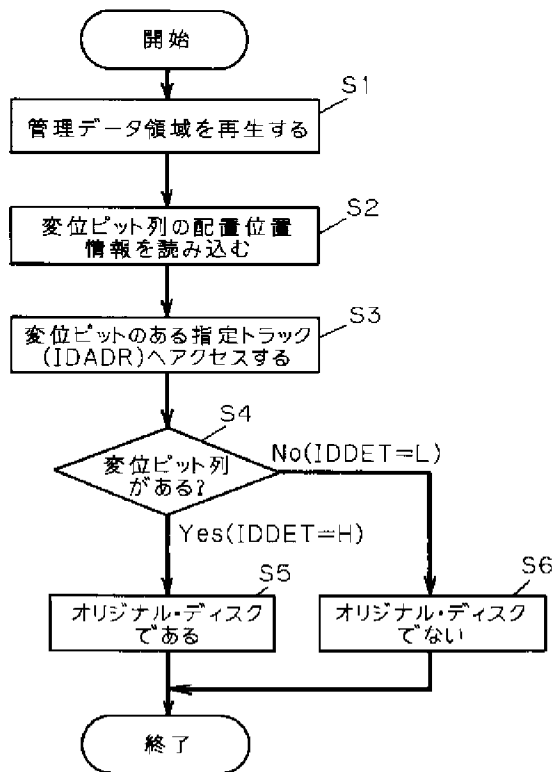 開始
S1
管理データ領域を再生する
S2
変位ピット列の配置位置
情報を読み込む
S3
変位ピットのある指定トラック
(IDADR)へアクセスする
S4
変位ピット列
がある?
No(IDDET=L)
Yes(IDDET=H)
S5
オリジナル・ディスク
である
S6
オリジナル・ディスク
でない
終了